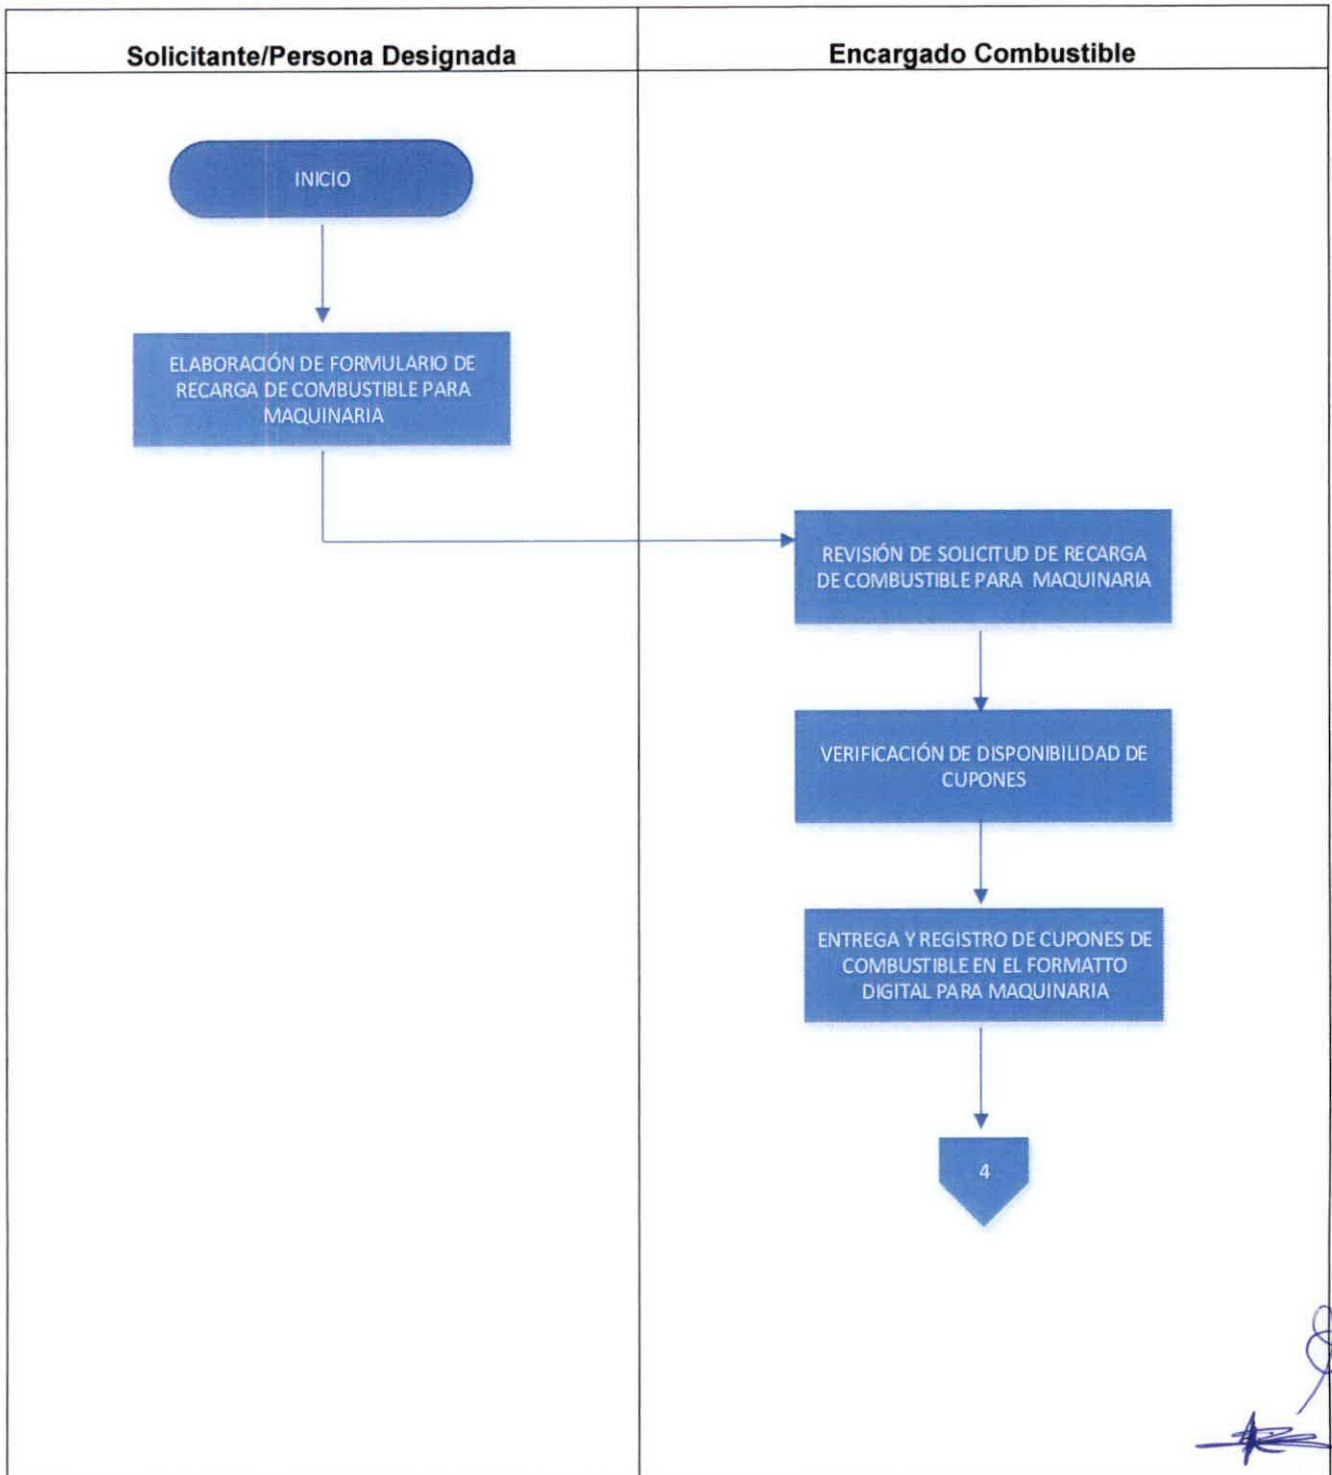 Solicitante/Persona Designada
Encargado Combustible
INICIO
ELABORACIÓN DE FORMULARIO DE
RECARGA DE COMBUSTIBLE PARA
MAQUINARIA
REVISIÓN DE SOLICITUD DE RECARGA
DE COMBUSTIBLE PARA MAQUINARIA
VERIFICACIÓN DE DISPONIBILIDAD DE
CUPONES
ENTREGA Y REGISTRO DE CUPONES DE
COMBUSTIBLE EN EL FORMATTO
DIGITAL PARA MAQUINARIA
4